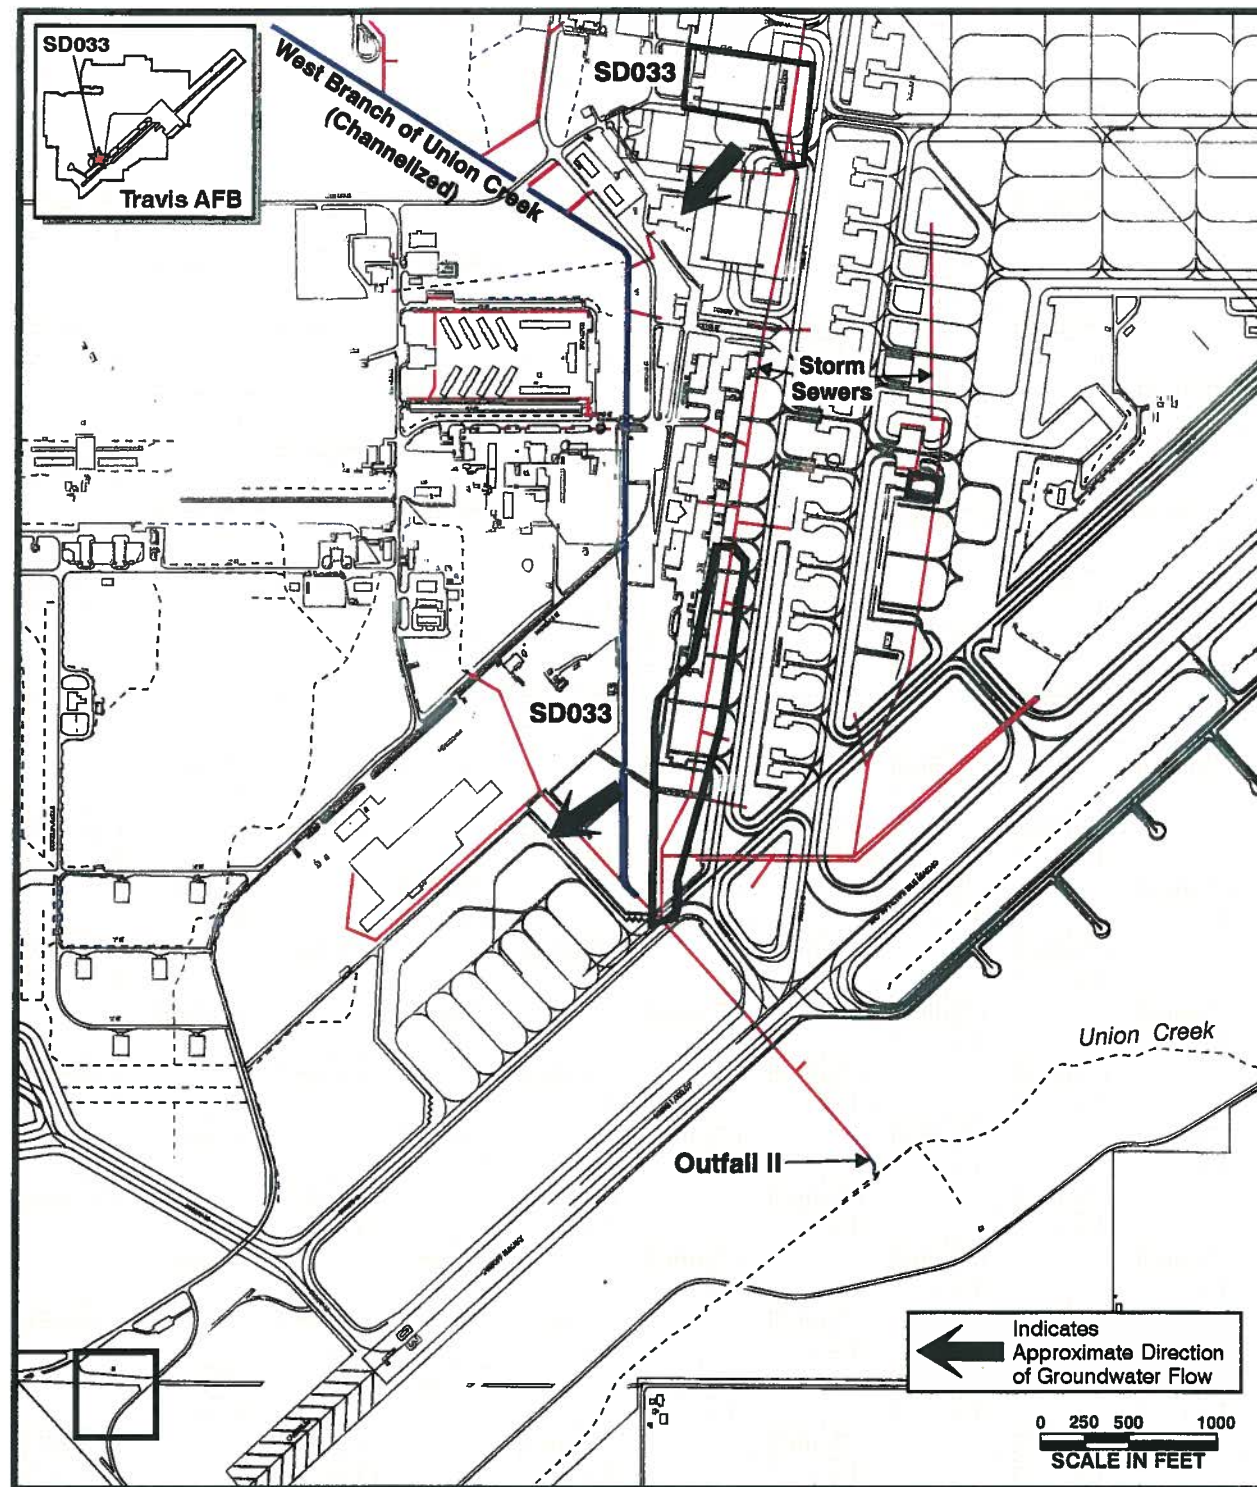 SD033
Travis AFB
West Branch of Union Creek
(Channelized)
SD033
Storm
Sewers
SD033
Union Creek
Outfall II
Indicates
Approximate Direction
of Groundwater Flow
0 250 500 1000
SCALE IN FEET